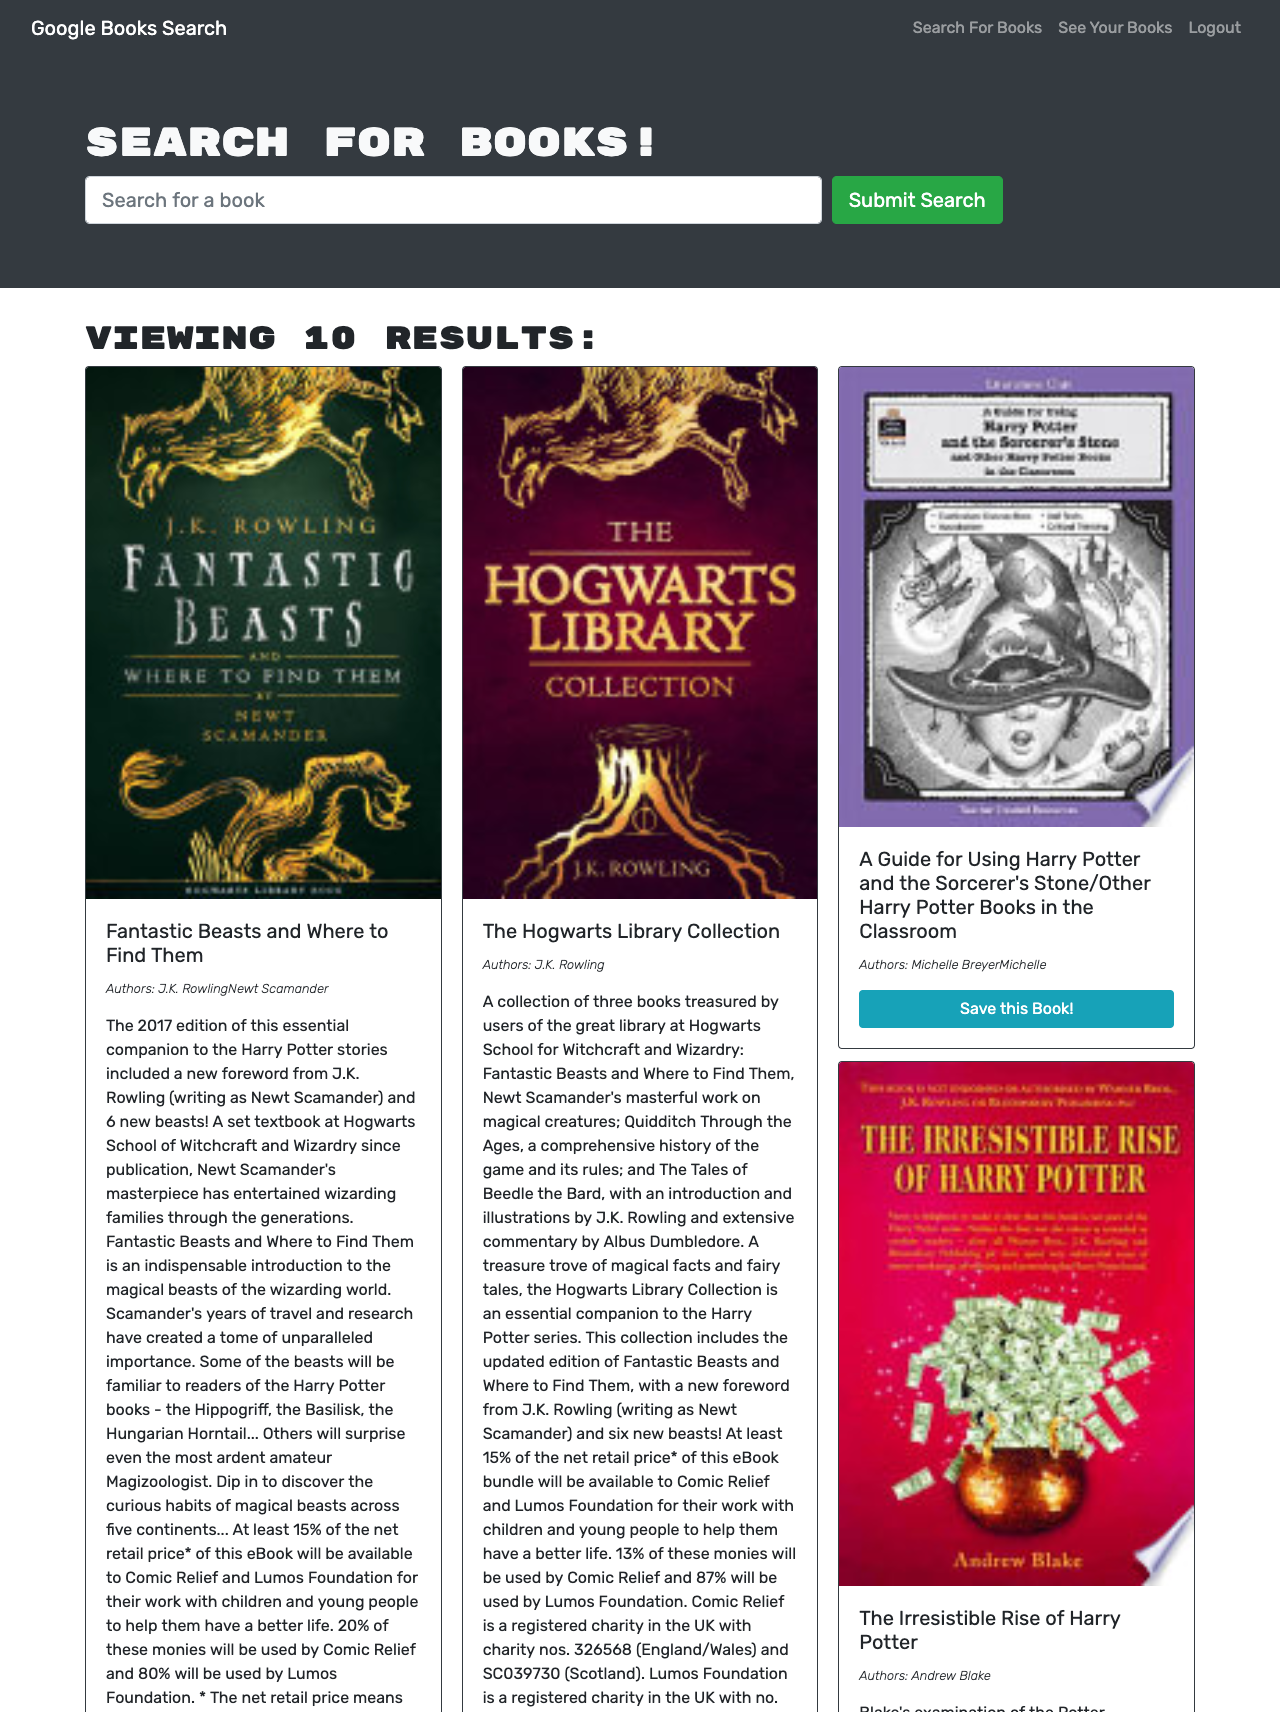 Google Books Search
Search For Books
See Your Books
Logout
SEARCH FOR BOOKS!
Search for a book
Submit Search
VIEWING 10 RESULTS:
J.K. ROWLING
FANTASTIC
BEASTS
AND
WHERE TO FIND THEM
BY
NEWT
SCAMANDER
HOGWARTS LIBRARY BOOK
Fantastic Beasts and Where to
Find Them
Authors: J.K. RowlingNewt Scamander
The 2017 edition of this essential
companion to the Harry Potter stories
included a new foreword from J.K.
Rowling (writing as Newt Scamander) and
6 new beasts! A set textbook at Hogwarts
School of Witchcraft and Wizardry since
publication, Newt Scamander's
masterpiece has entertained wizarding
families through the generations.
Fantastic Beasts and Where to Find Them
is an indispensable introduction to the
magical beasts of the wizarding world.
Scamander's years of travel and research
have created a tome of unparalleled
importance. Some of the beasts will be
familiar to readers of the Harry Potter
books - the Hippogriff, the Basilisk, the
Hungarian Horntail... Others will surprise
even the most ardent amateur
Magizoologist. Dip in to discover the
curious habits of magical beasts across
five continents... At least 15% of the net
retail price* of this eBook will be available
to Comic Relief and Lumos Foundation for
their work with children and young people
to help them have a better life. 20% of
these monies will be used by Comic Relief
and 80% will be used by Lumos
Foundation. * The net retail price means
THE
HOGWARTS
LIBRARY
COLLECTION
J.K. ROWLING
The Hogwarts Library Collection
Authors: J.K. Rowling
A collection of three books treasured by
users of the great library at Hogwarts
School for Witchcraft and Wizardry:
Fantastic Beasts and Where to Find Them,
Newt Scamander's masterful work on
magical creatures; Quidditch Through the
Ages, a comprehensive history of the
game and its rules; and The Tales of
Beedle the Bard, with an introduction and
illustrations by J.K. Rowling and extensive
commentary by Albus Dumbledore. A
treasure trove of magical facts and fairy
tales, the Hogwarts Library Collection is
an essential companion to the Harry
Potter series. This collection includes the
updated edition of Fantastic Beasts and
Where to Find Them, with a new foreword
from J.K. Rowling (writing as Newt
Scamander) and six new beasts! At least
15% of the net retail price* of this eBook
bundle will be available to Comic Relief
and Lumos Foundation for their work with
children and young people to help them
have a better life. 13% of these monies will
be used by Comic Relief and 87% will be
used by Lumos Foundation. Comic Relief
is a registered charity in the UK with
charity nos. 326568 (England/Wales) and
SC039730 (Scotland). Lumos Foundation
is a registered charity in the UK with no.
A Guide for Using
Harry Potter
and the Sorcerer's Stone
and Other Harry Potter Books
in the Classroom
Teacher Created Resources
A Guide for Using Harry Potter
and the Sorcerer's Stone/Other
Harry Potter Books in the
Classroom
Authors: Michelle BreyerMichelle
Save this Book!
THIS BOOK IS NOT ENDORSED OR AUTHORISED BY WARNER BROS.,
J.K. ROWLING OR BLOOMSBURY PUBLISHING plc
THE IRRESISTIBLE RISE
OF HARRY POTTER
Andrew Blake
The Irresistible Rise of Harry
Potter
Authors: Andrew Blake
Blake's examination of the Potter